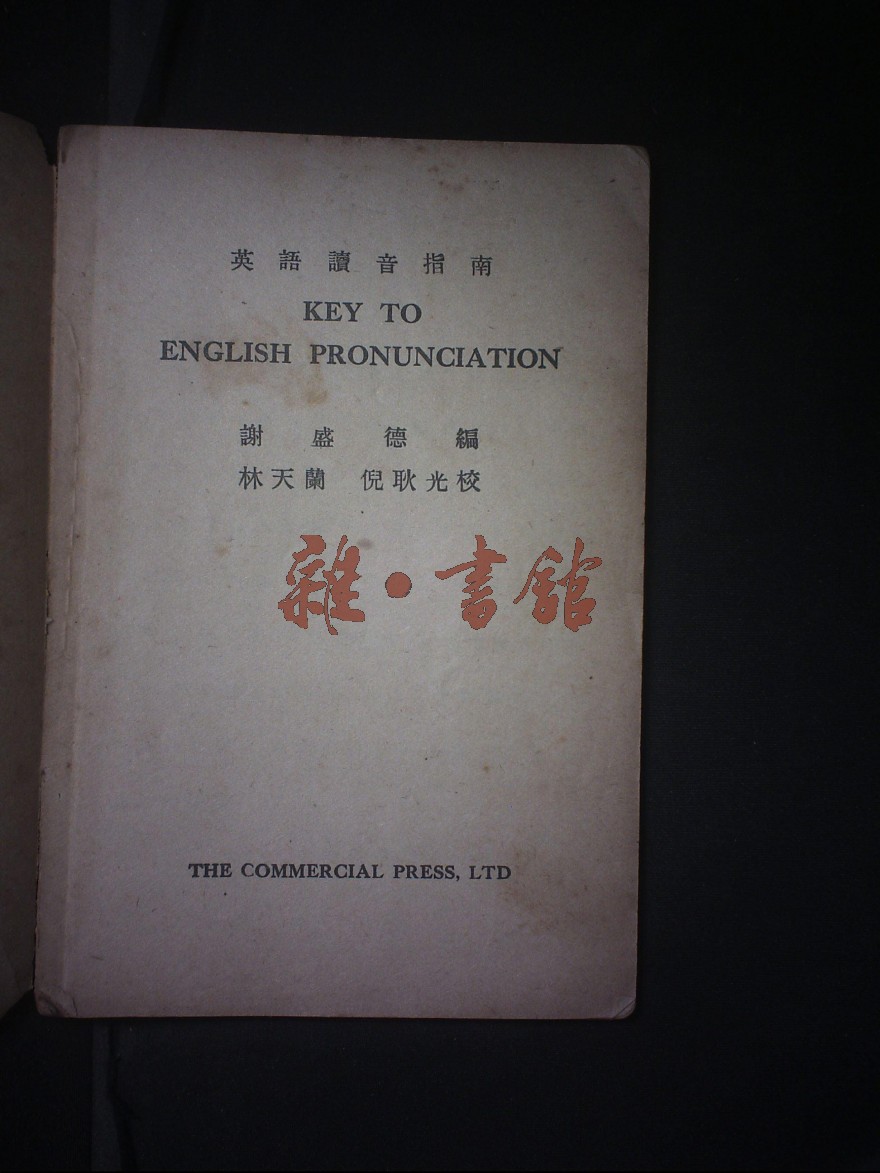 英語讀音指南
KEY TO
ENGLISH PRONUNCIATION
謝盛德編
林天蘭 倪耿光校
雜·書館
THE COMMERCIAL PRESS, LTD